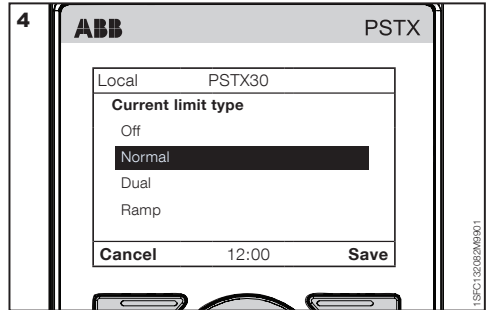 4
ABB PSTX
Local PSTX30
Current limit type
Off
Normal
Dual
Ramp
Cancel 12:00 Save
1SFC132082M9901